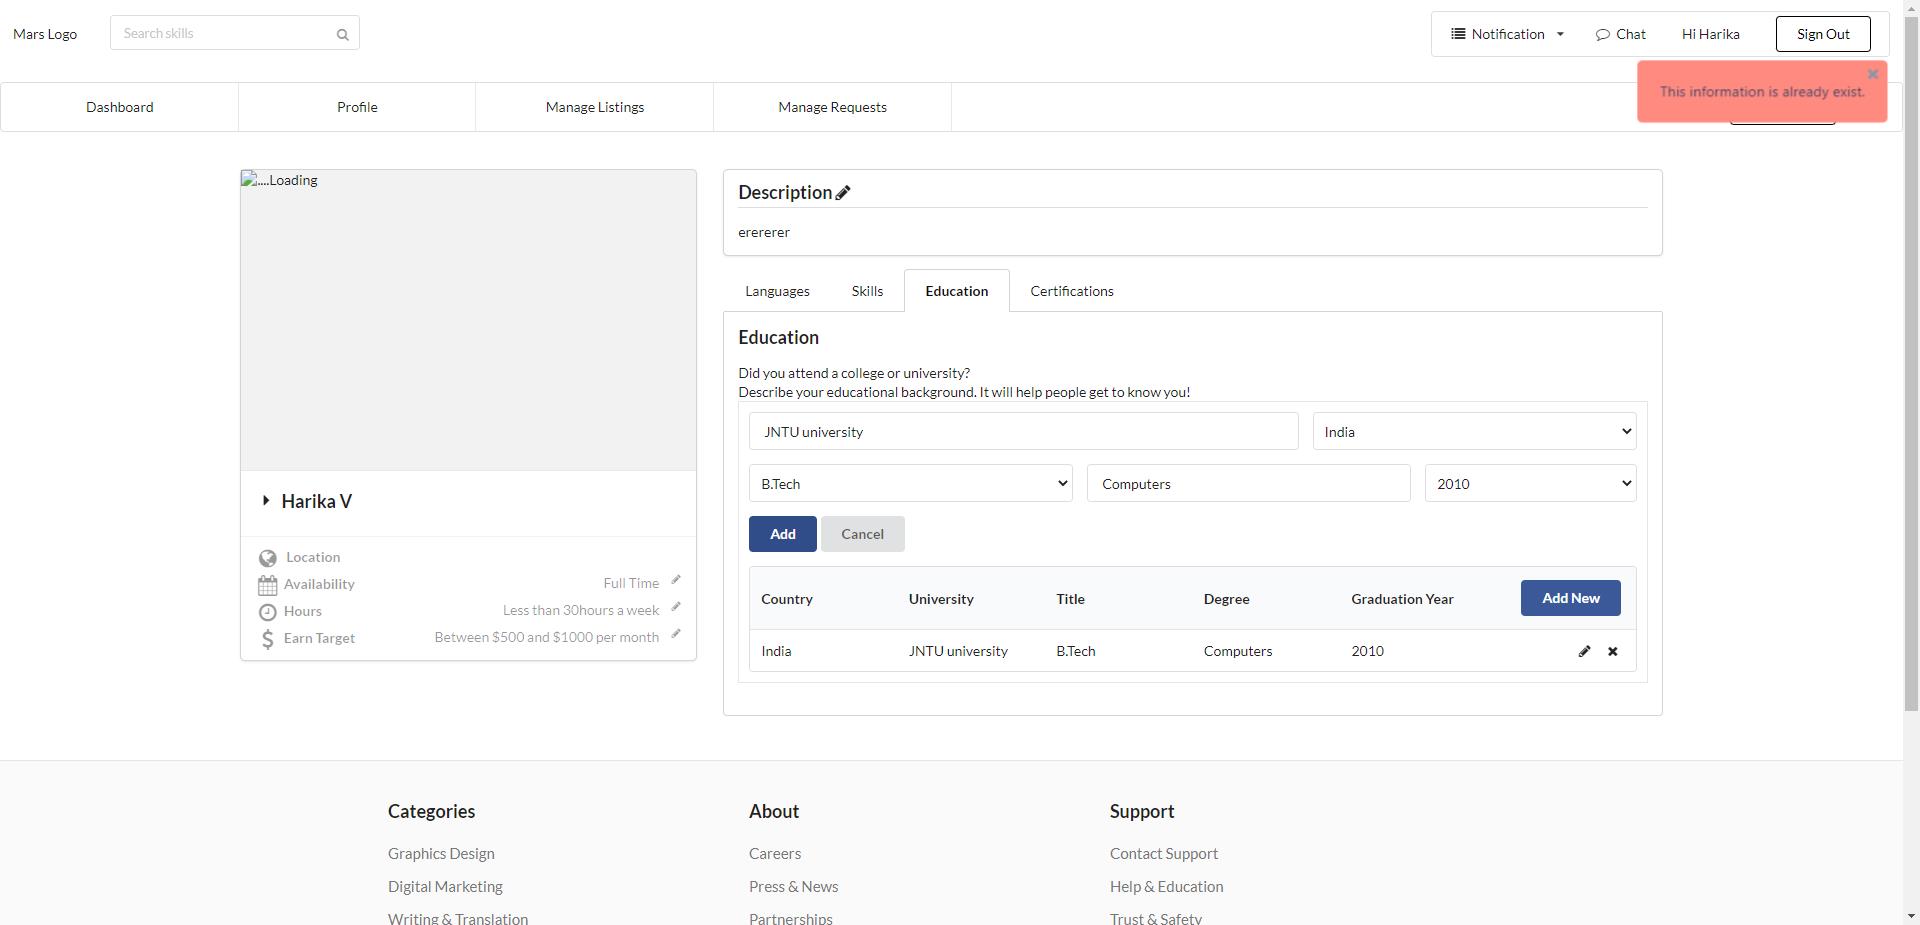 Mars Logo
Search skills
Notification
Chat
Hi Harika
Sign Out
This information is already exist.
Dashboard
Profile
Manage Listings
Manage Requests
....Loading
Harika V
Location
Availability
Full Time
Hours
Less than 30hours a week
Earn Target
Between $500 and $1000 per month
Description
erererer
Languages
Skills
Education
Certifications
Education
Did you attend a college or university?
Describe your educational background. It will help people get to know you!
JNTU university
India
B.Tech
Computers
2010
Add
Cancel
Country University Title Degree Graduation Year Add New
India JNTU university B.Tech Computers 2010
Categories
Graphics Design
Digital Marketing
Writing & Translation
About
Careers
Press & News
Partnerships
Support
Contact Support
Help & Education
Trust & Safety